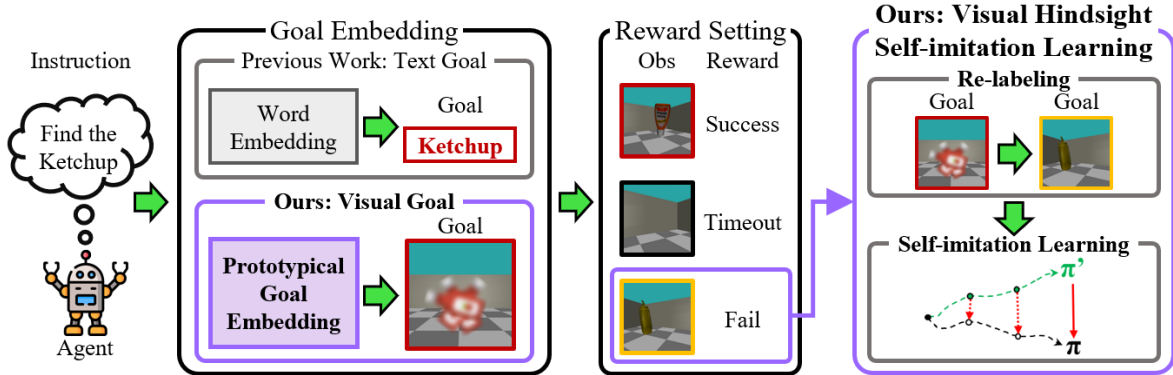 Instruction
Find the
Ketchup
Agent
Goal Embedding
Previous Work: Text Goal
Word
Embedding
Goal
Ketchup
Ours: Visual Goal
Prototypical
Goal
Embedding
Goal
Reward Setting
Obs Reward
Success
Timeout
Fail
Ours: Visual Hindsight
Self-imitation Learning
Re-labeling
Goal Goal
Self-imitation Learning
π’
π